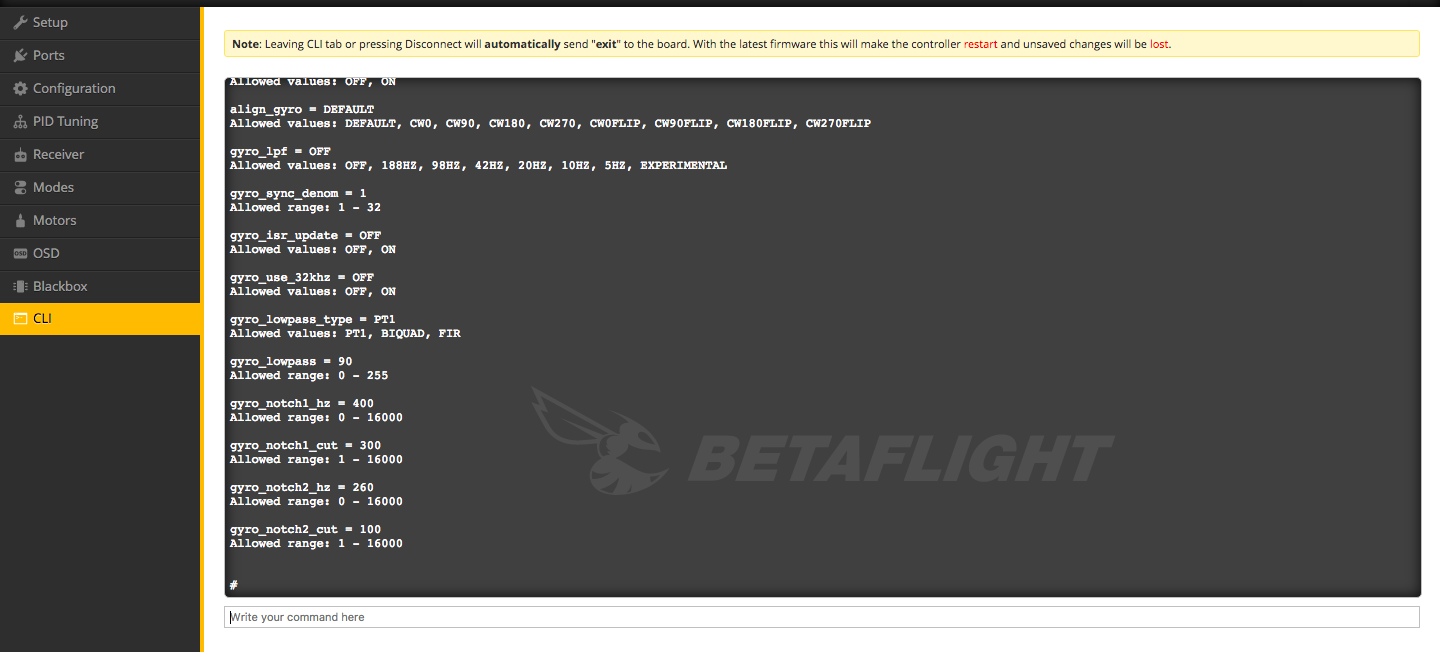 Setup
Ports
Configuration
PID Tuning
Receiver
Modes
Motors
OSD
OSD
Blackbox
CLI
Note: Leaving CLI tab or pressing Disconnect will automatically send "exit" to the board. With the latest firmware this will make the controller restart and unsaved changes will be lost.
Allowed values: OFF, ON
align_gyro = DEFAULT
Allowed values: DEFAULT, CW0, CW90, CW180, CW270, CW0FLIP, CW90FLIP, CW180FLIP, CW270FLIP
gyro_lpf = OFF
Allowed values: OFF, 188HZ, 98HZ, 42HZ, 20HZ, 10HZ, 5HZ, EXPERIMENTAL
gyro_sync_denom = 1
Allowed range: 1 - 32
gyro_isr_update = OFF
Allowed values: OFF, ON
gyro_use_32khz = OFF
Allowed values: OFF, ON
gyro_lowpass_type = PT1
Allowed values: PT1, BIQUAD, FIR
gyro_lowpass = 90
Allowed range: 0 - 255
gyro_notch1_hz = 400
Allowed range: 0 - 16000
gyro_notch1_cut = 300
Allowed range: 1 - 16000
gyro_notch2_hz = 260
Allowed range: 0 - 16000
gyro_notch2_cut = 100
Allowed range: 1 - 16000
#
BETAFLIGHT
Write your command here